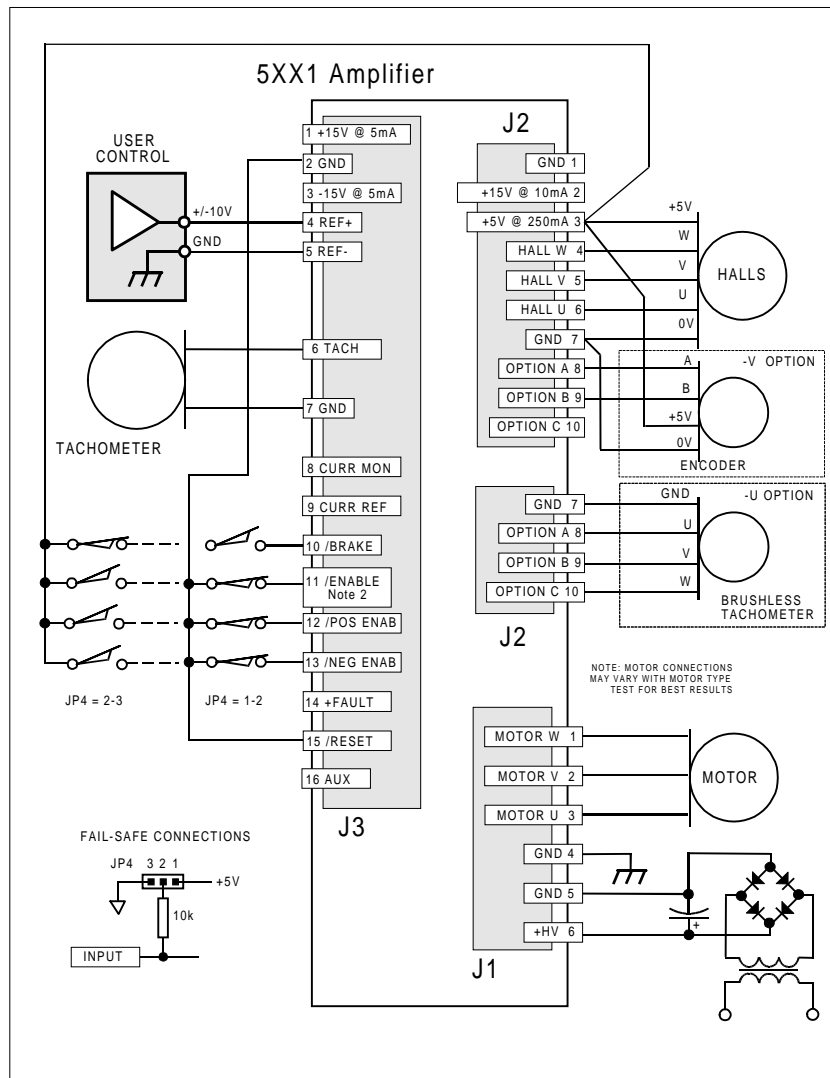 5XX1 Amplifier
USER
CONTROL
+/-10V
GND
TACHOMETER
1 +15V @ 5mA
2 GND
3 -15V @ 5mA
4 REF+
5 REF-
6 TACH
7 GND
8 CURR MON
9 CURR REF
10 /BRAKE
11 /ENABLE
Note 2
12 /POS ENAB
13 /NEG ENAB
14 +FAULT
15 /RESET
16 AUX
J3
JP4 = 2-3
JP4 = 1-2
FAIL-SAFE CONNECTIONS
JP4 3 2 1
+5V
10k
INPUT
J2
GND 1
+15V @ 10mA 2
+5V @ 250mA 3
HALL W 4
HALL V 5
HALL U 6
GND 7
OPTION A 8
OPTION B 9
OPTION C 10
+5V
W
V
U
0V
HALLS
-V OPTION
A
B
+5V
0V
ENCODER
GND 7
OPTION A 8
OPTION B 9
OPTION C 10
J2
GND
-U OPTION
U
V
W
BRUSHLESS
TACHOMETER
NOTE: MOTOR CONNECTIONS
MAY VARY WITH MOTOR TYPE
TEST FOR BEST RESULTS
MOTOR W 1
MOTOR V 2
MOTOR U 3
GND 4
GND 5
+HV 6
J1
MOTOR
+